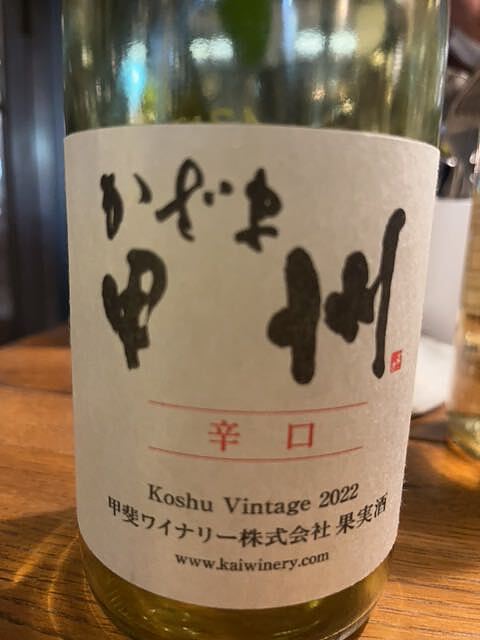 かざま
甲州
辛口
Koshu Vintage 2022
甲斐ワイナリー株式会社 果実酒
www.kaiwinery.com